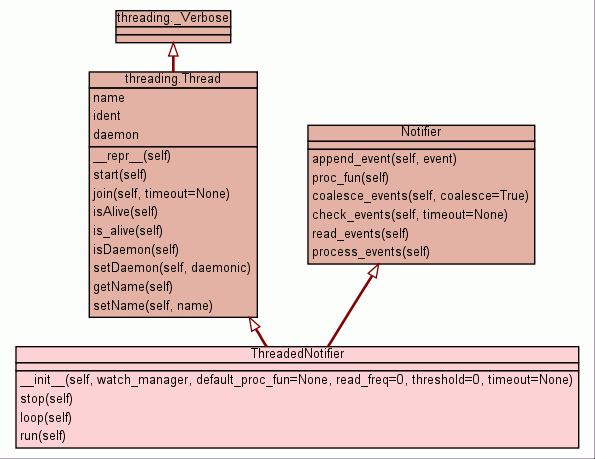 threading._Verbose
threading.Thread
name
ident
daemon
__repr__(self)
start(self)
join(self, timeout=None)
isAlive(self)
is_alive(self)
isDaemon(self)
setDaemon(self, daemonic)
getName(self)
setName(self, name)
Notifier
append_event(self, event)
proc_fun(self)
coalesce_events(self, coalesce=True)
check_events(self, timeout=None)
read_events(self)
process_events(self)
ThreadedNotifier
__init__(self, watch_manager, default_proc_fun=None, read_freq=0, threshold=0, timeout=None)
stop(self)
loop(self)
run(self)